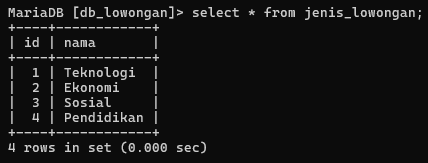 MariaDB [db_lowongan]> select * from jenis_lowongan;
+----+------------+
| id | nama       |
+----+------------+
|  1 | Teknologi  |
|  2 | Ekonomi    |
|  3 | Sosial     |
|  4 | Pendidikan |
+----+------------+
4 rows in set (0.000 sec)